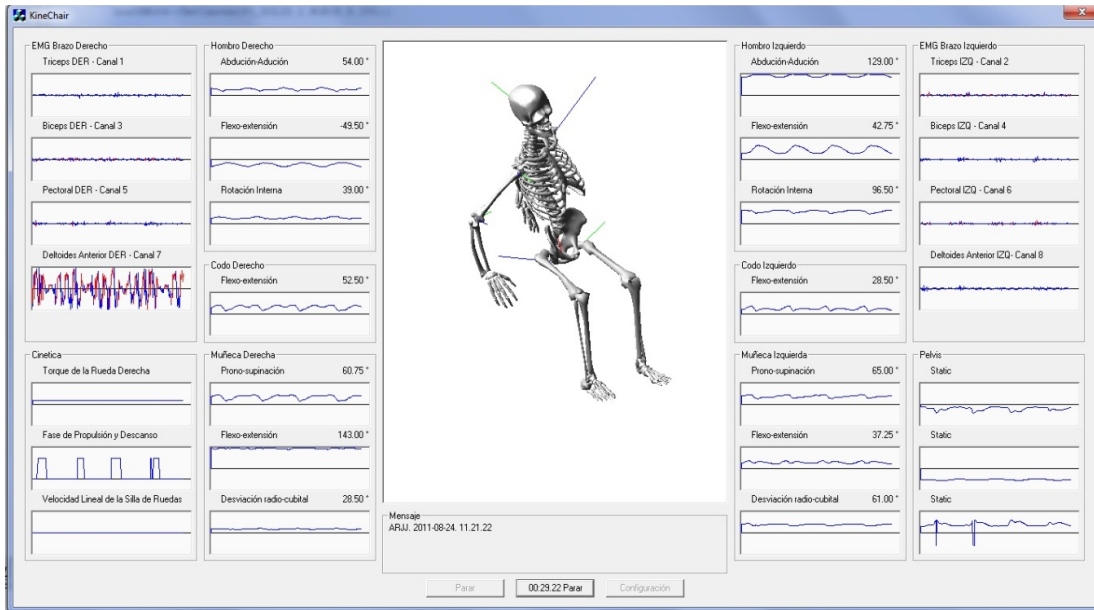 KineChair
EMG Brazo Derecho
Triceps DER - Canal 1
Biceps DER - Canal 3
Pectoral DER - Canal 5
Deltoides Anterior DER - Canal 7
Hombro Derecho
Abdución-Adución 54.00 °
Flexo-extensión -49.50 °
Rotación Interna 39.00 °
Codo Derecho
Flexo-extensión 52.50 °
Cinetica
Torque de la Rueda Derecha
Fase de Propulsión y Descanso
Velocidad Lineal de la Silla de Ruedas
Muñeca Derecha
Prono-supinación 60.75 °
Flexo-extensión 143.00 °
Desviación radio-cubital 28.50 °
Mensaje
ARJJ. 2011-08-24. 11.21.22
Parar
00:29.22 Parar
Configuración
Hombro Izquierdo
Abdución-Adución 129.00 °
Flexo-extensión 42.75 °
Rotación Interna 96.50 °
Codo Izquierdo
Flexo-extensión 28.50 °
Muñeca Izquierda
Prono-supinación 65.00 °
Flexo-extensión 37.25 °
Desviación radio-cubital 61.00 °
EMG Brazo Izquierdo
Triceps IZQ - Canal 2
Biceps IZQ - Canal 4
Pectoral IZQ - Canal 6
Deltoides Anterior IZQ- Canal 8
Pelvis
Static
Static
Static